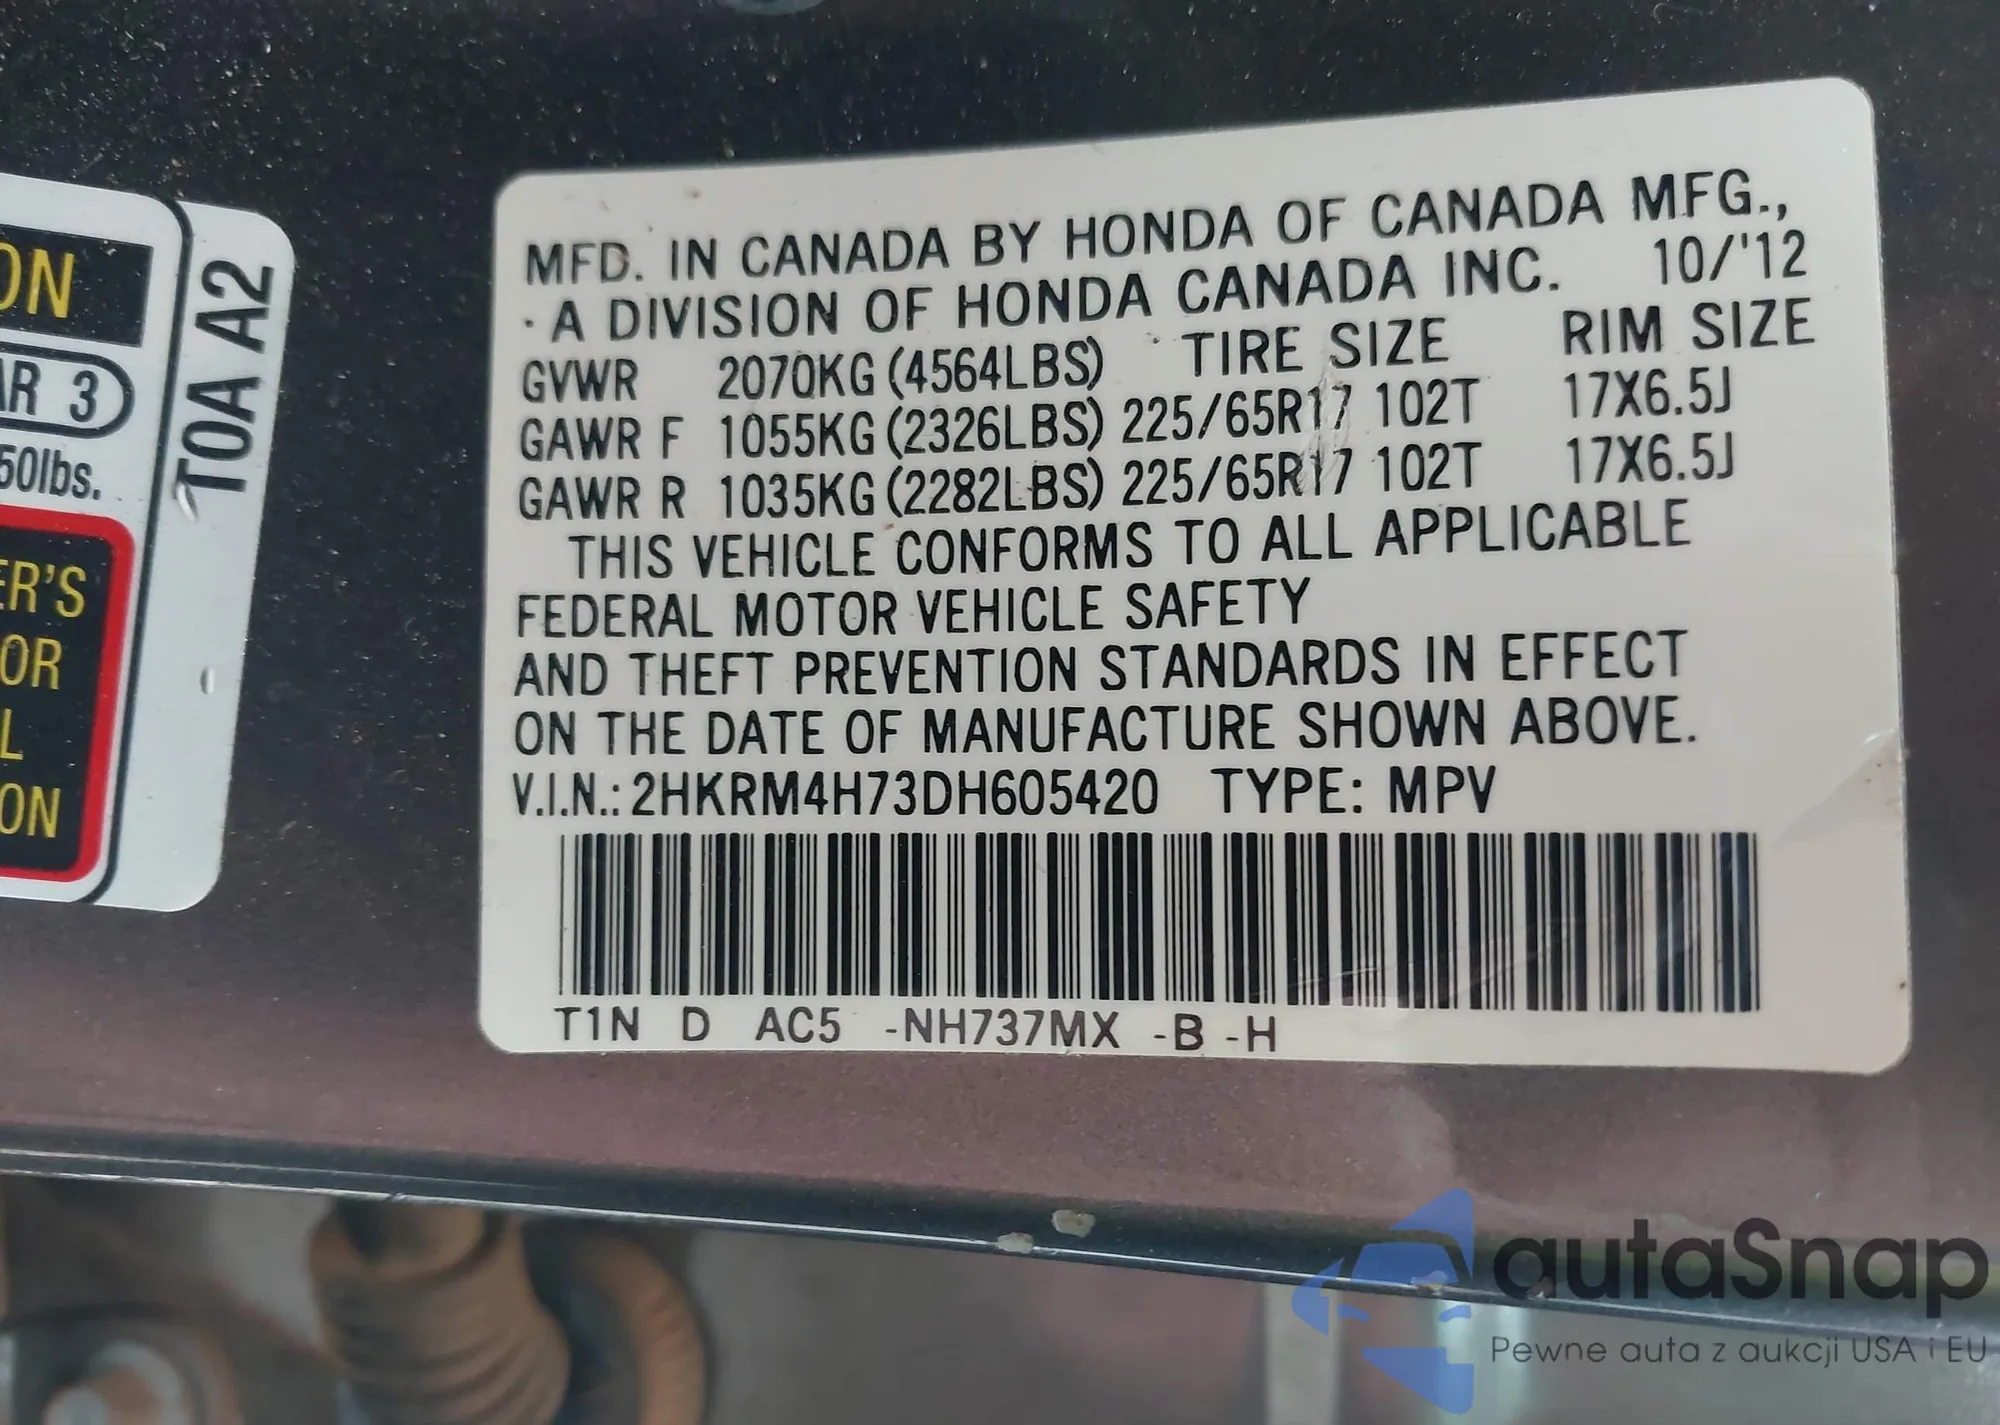 ON
AR 3
50lbs.
ER'S
OR
L
ON
T0A A2
MFD. IN CANADA BY HONDA OF CANADA MFG.,
A DIVISION OF HONDA CANADA INC. 10/'12
GVWR 2070KG (4564LBS) TIRE SIZE RIM SIZE
GAWR F 1055KG (2326LBS) 225/65R17 102T 17X6.5J
GAWR R 1035KG (2282LBS) 225/65R17 102T 17X6.5J
THIS VEHICLE CONFORMS TO ALL APPLICABLE
FEDERAL MOTOR VEHICLE SAFETY
AND THEFT PREVENTION STANDARDS IN EFFECT
ON THE DATE OF MANUFACTURE SHOWN ABOVE.
V.I.N.: 2HKRM4H73DH605420 TYPE: MPV
T1N D AC5 -NH737MX -B -H
autaSnap
Pewne auta z aukcji USA i EU